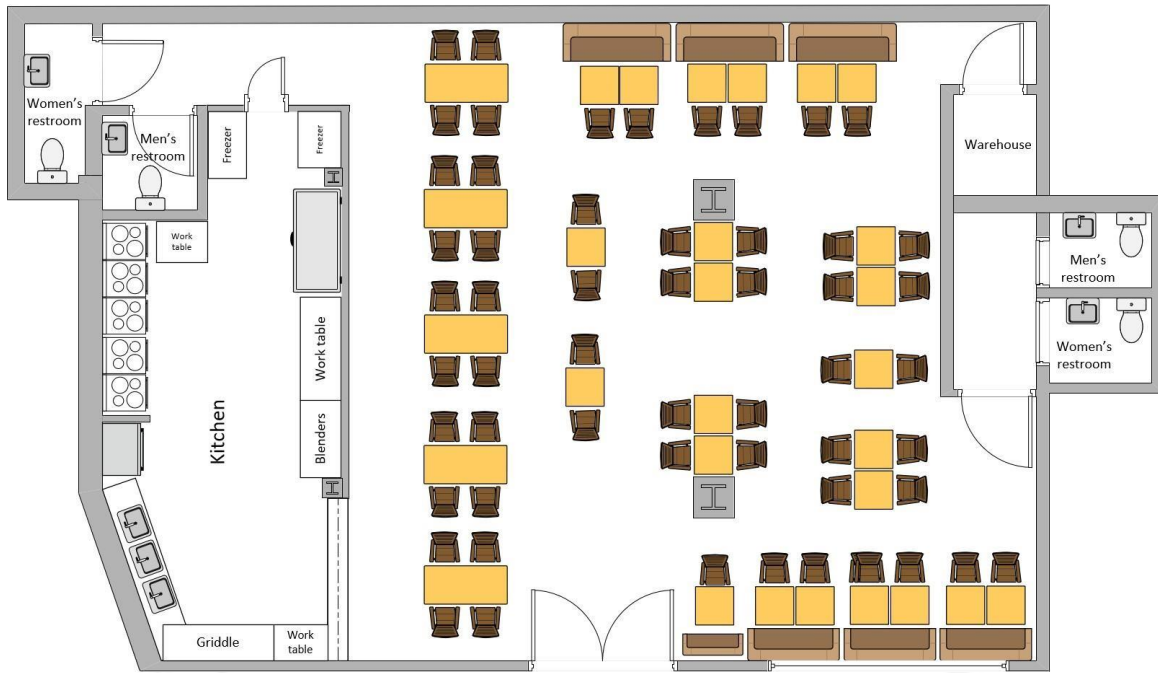 Women's
restroom
Men's
restroom
Freezer
Freezer
Warehouse
Work
table
Men's
restroom
Women's
restroom
Work table
Kitchen
Blenders
Griddle
Work
table